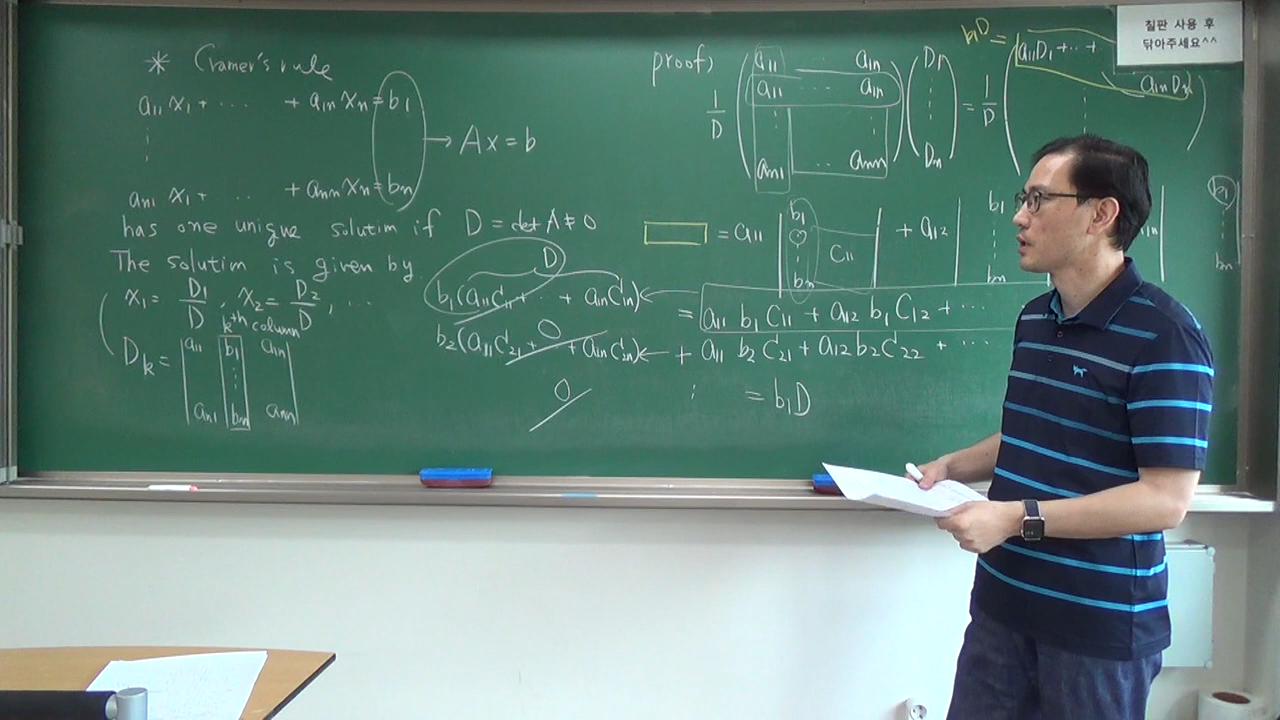 * Cramer's rule
a11 x1 + ... + a1n xn = b1
an1 x1 + ... + ann xn = bn
→ Ax = b
has one unique solution if D = det A ≠ 0
The solution is given by
x1 = D1/D , x2 = D2/D , ...
kth column
Dk = | a11 b1 a1n
⋮
an1 bn ann |
D
b1(a11C11 + ... + a1nC1n) ←
b2(a11C21 + 0 + a1nC2n) ←
0
proof)
1/D ( a11 a1n
a11 ... a1n
⋮ ⋮
an1 ... ann ) ( D1
⋮
Dn ) = 1/D ( a11D1 + ... +
a1nDn
⋮ )
b1D =
= a11 | b1
⋮
bn C11 | + a12 | b1
⋮
bn
b1
⋮
bn
= a11 b1 C11 + a12 b1 C12 + ...
+ a11 b2 C21 + a12 b2 C22 + ...
⋮ = b1D
칠판 사용 후
닦아주세요^^